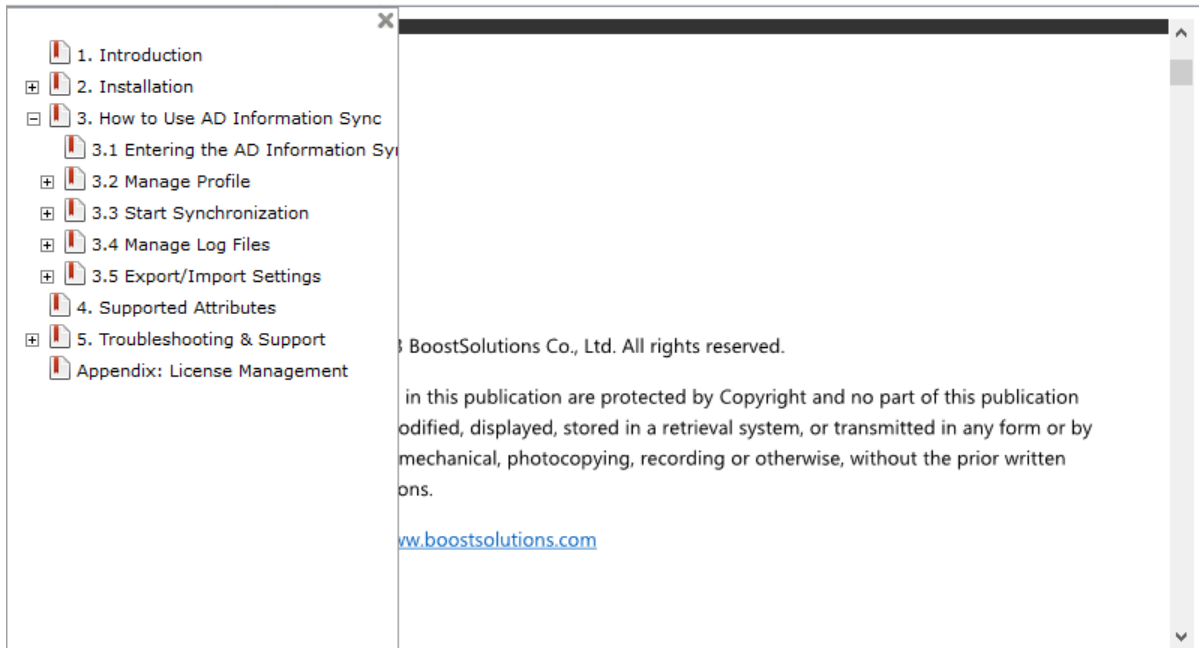 1. Introduction
2. Installation
3. How to Use AD Information Sync
3.1 Entering the AD Information Syn
3.2 Manage Profile
3.3 Start Synchronization
3.4 Manage Log Files
3.5 Export/Import Settings
4. Supported Attributes
5. Troubleshooting & Support
Appendix: License Management
BoostSolutions Co., Ltd. All rights reserved.
in this publication are protected by Copyright and no part of this publication
odified, displayed, stored in a retrieval system, or transmitted in any form or by
mechanical, photocopying, recording or otherwise, without the prior written
ons.
ww.boostsolutions.com